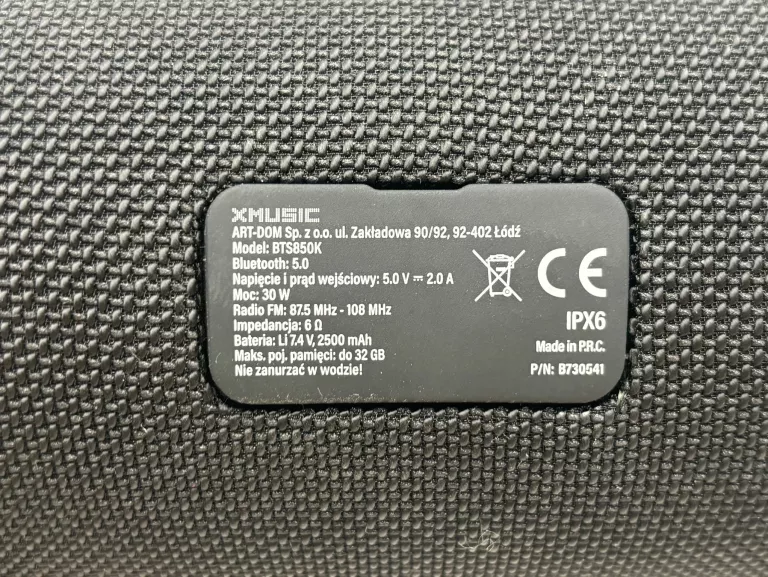 XMUSIC
ART-DOM Sp. z o.o. ul. Zakładowa 90/92, 92-402 Łódź
Model: BTS850K
Bluetooth: 5.0
Napięcie i prąd wejściowy: 5.0 V ⎓ 2.0 A
Moc: 30 W
Radio FM: 87.5 MHz - 108 MHz
Impedancja: 6 Ω
Bateria: Li 7.4 V, 2500 mAh
Maks. poj. pamięci: do 32 GB
Nie zanurzać w wodzie!
CE
IPX6
Made in P.R.C.
P/N: B730541